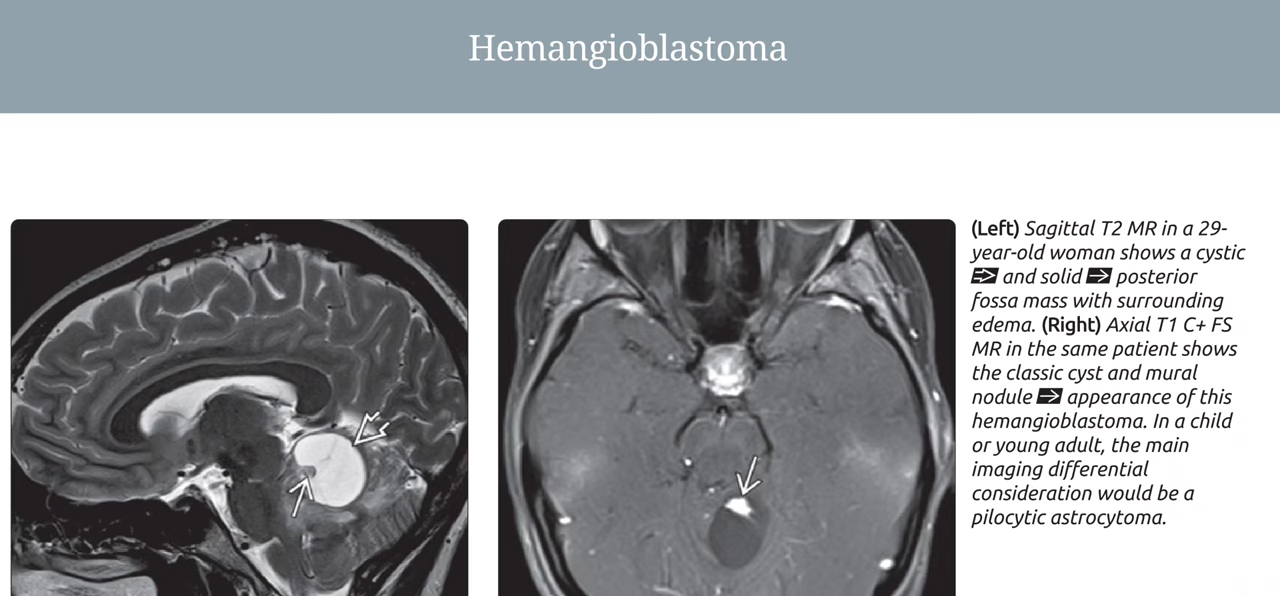 Hemangioblastoma
(Left) Sagittal T2 MR in a 29-
year-old woman shows a cystic
and solid posterior
fossa mass with surrounding
edema. (Right) Axial T1 C+ FS
MR in the same patient shows
the classic cyst and mural
nodule appearance of this
hemangioblastoma. In a child
or young adult, the main
imaging differential
consideration would be a
pilocytic astrocytoma.